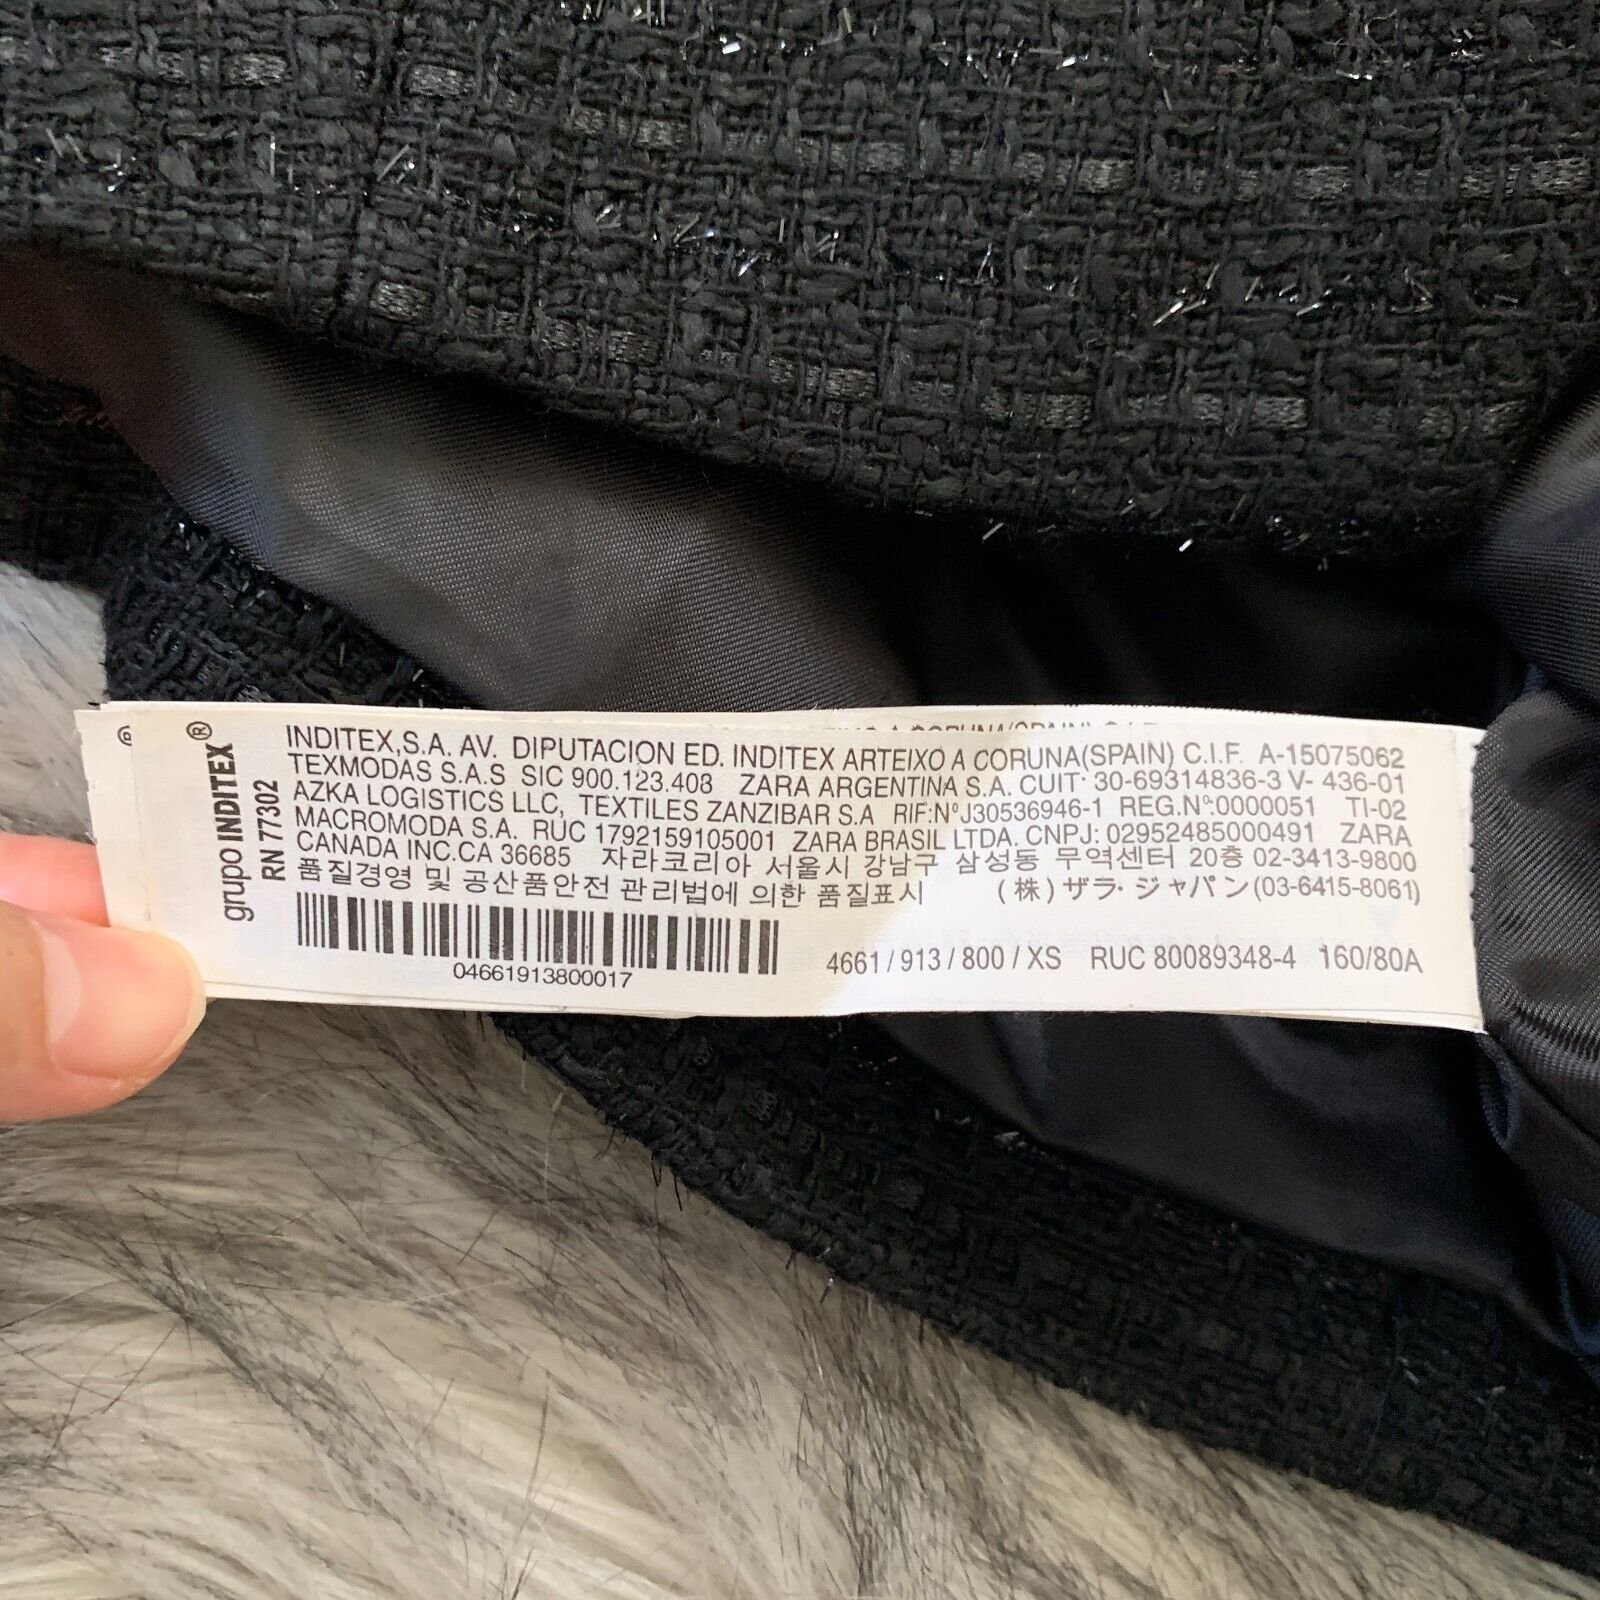 grupo INDITEX®
RN 77302
INDITEX,S.A. AV. DIPUTACION ED. INDITEX ARTEIXO A CORUNA(SPAIN) C.I.F. A-15075062
TEXMODAS S.A.S SIC 900.123.408 ZARA ARGENTINA S.A. CUIT: 30-69314836-3 V- 436-01
AZKA LOGISTICS LLC, TEXTILES ZANZIBAR S.A RIF:Nº J30536946-1 REG.Nº:0000051 TI-02
MACROMODA S.A. RUC 1792159105001 ZARA BRASIL LTDA. CNPJ: 02952485000491 ZARA
CANADA INC.CA 36685 자라코리아 서울시 강남구 삼성동 무역센터 20층 02-3413-9800
품질경영 및 공산품안전 관리법에 의한 품질표시 (株)ザラ・ジャパン(03-6415-8061)
04661913800017
4661 / 913 / 800 / XS RUC 80089348-4 160/80A